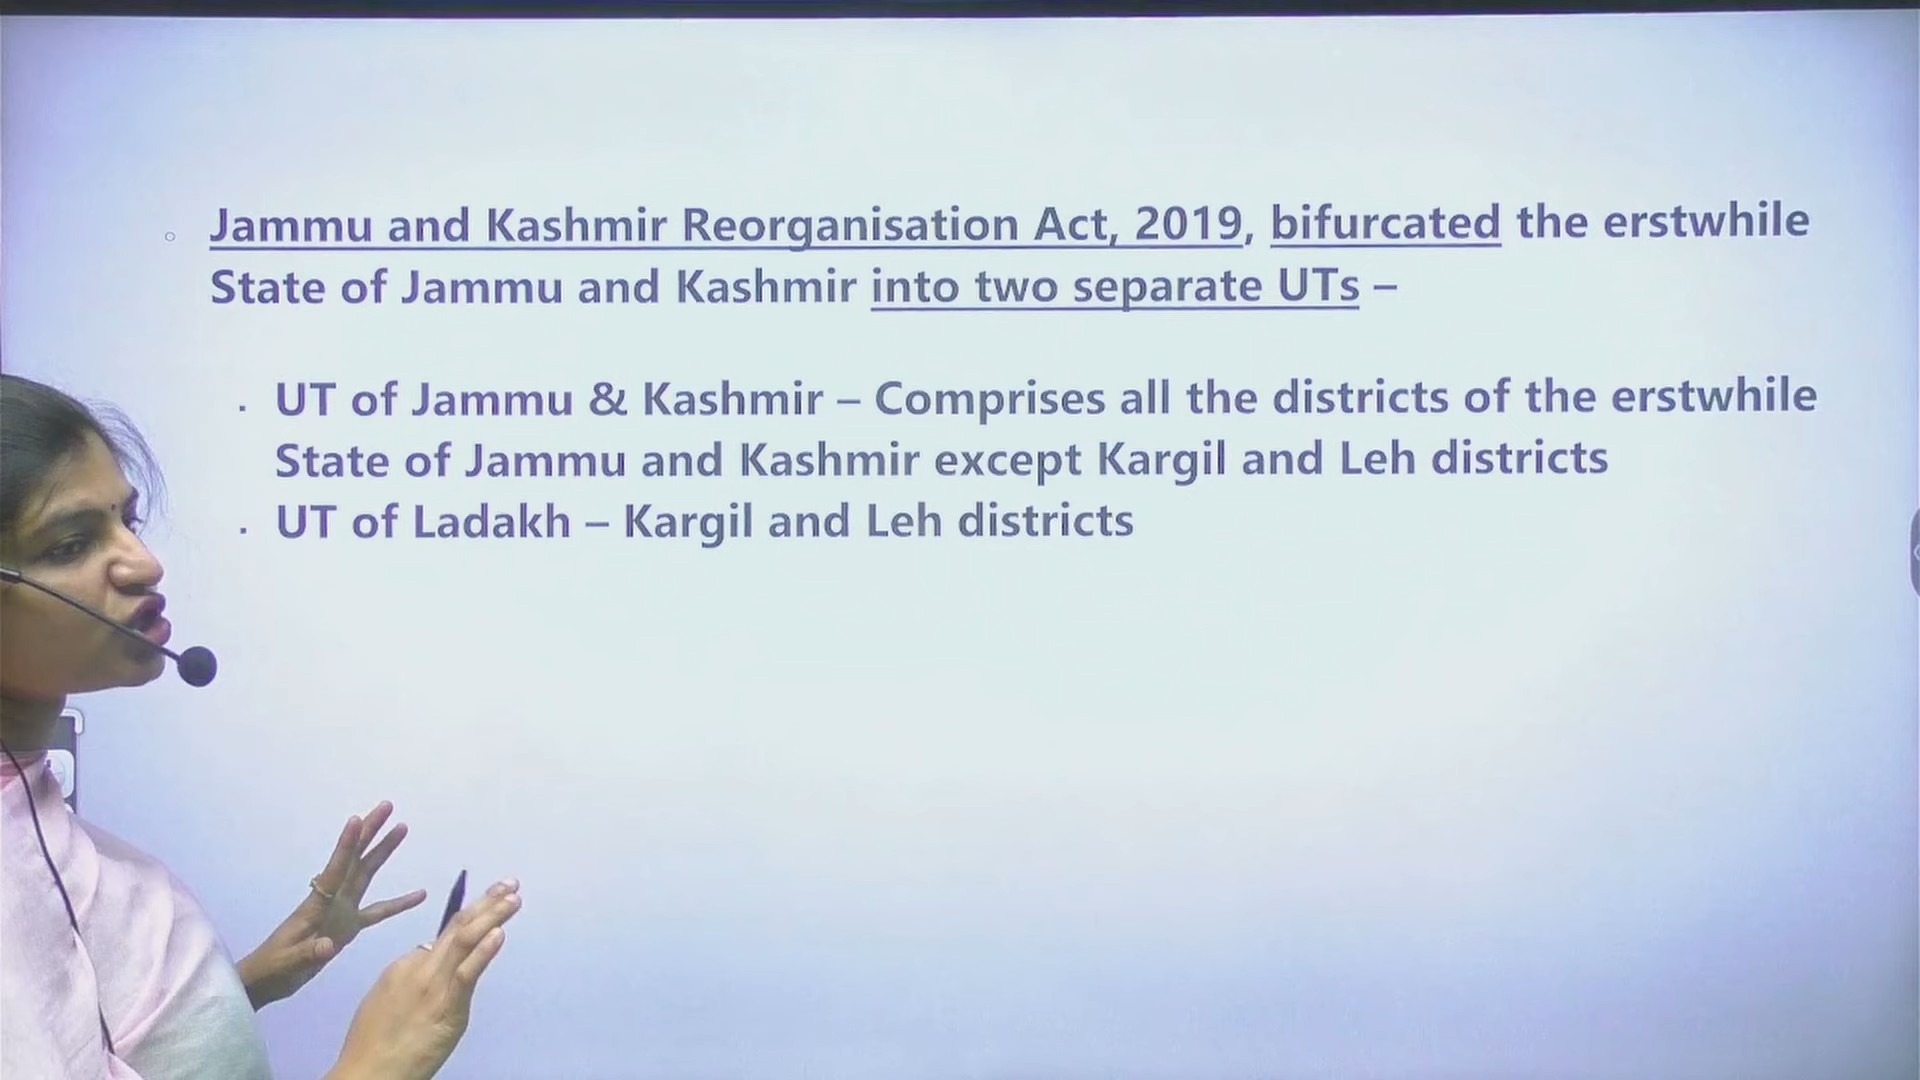 Jammu and Kashmir Reorganisation Act, 2019, bifurcated the erstwhile
State of Jammu and Kashmir into two separate UTs –
UT of Jammu & Kashmir – Comprises all the districts of the erstwhile
State of Jammu and Kashmir except Kargil and Leh districts
UT of Ladakh – Kargil and Leh districts